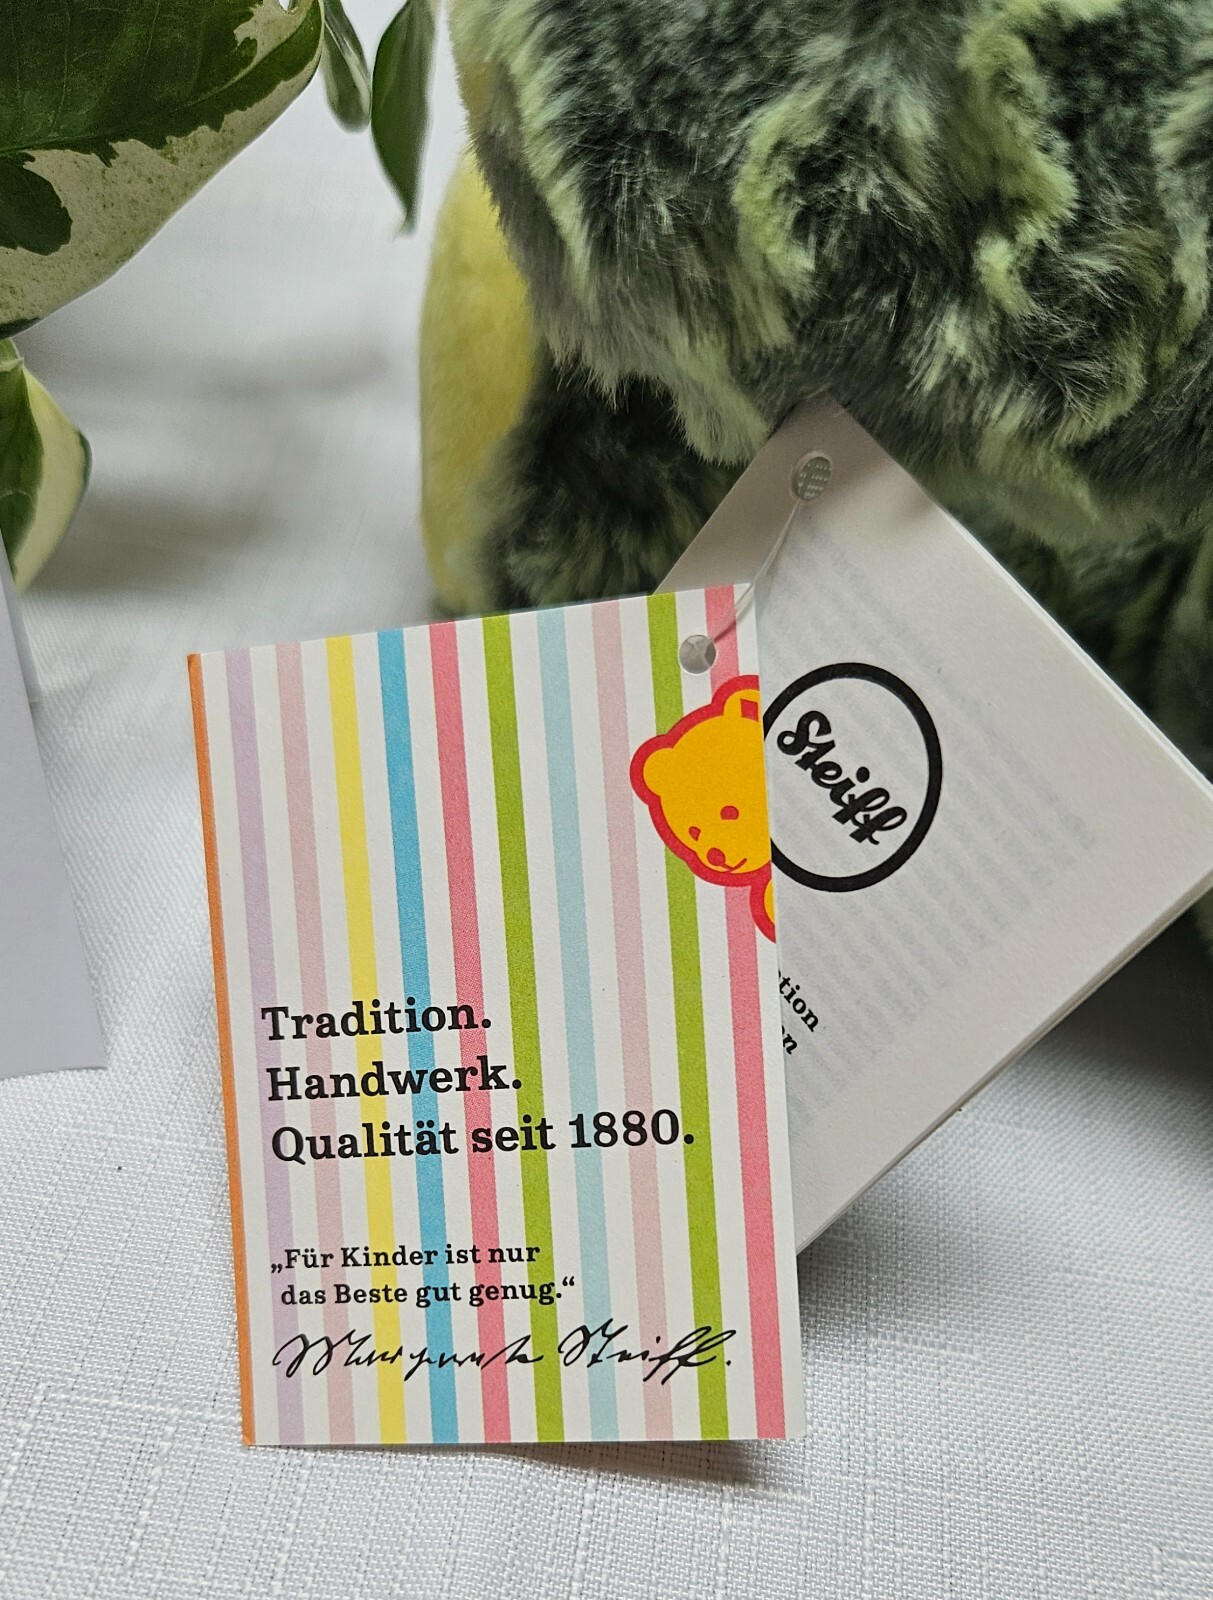 Steiff
Tradition.
Handwerk.
Qualität seit 1880.
„Für Kinder ist nur
das Beste gut genug.“
Margarete Steiff.